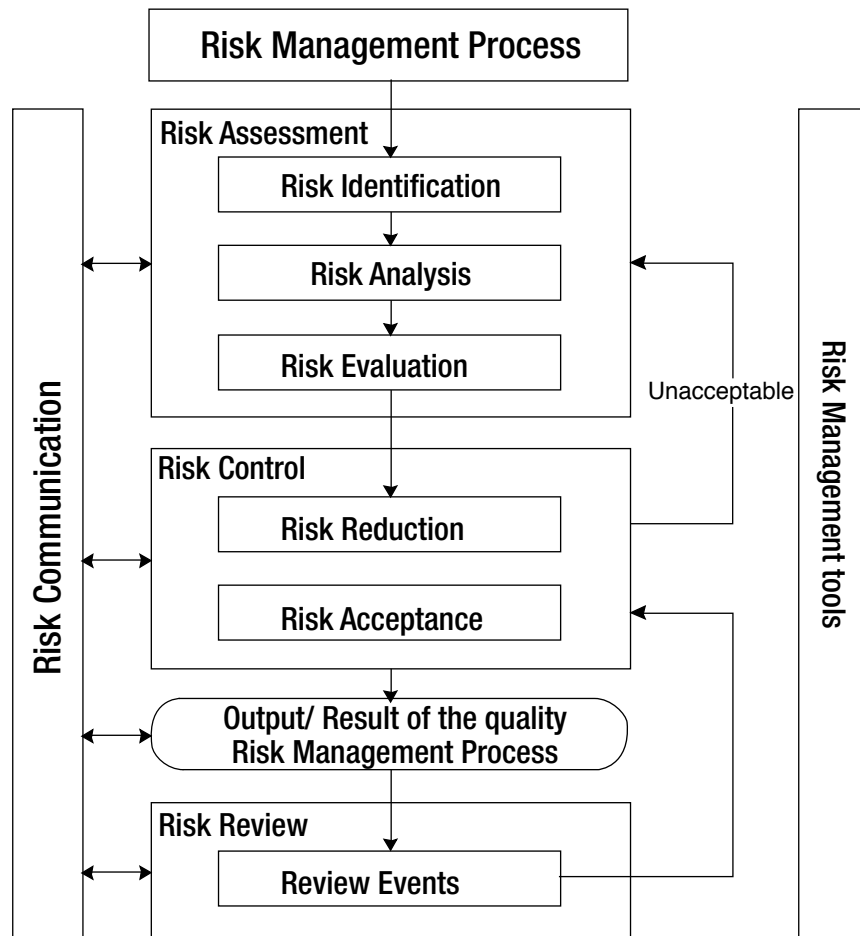 Risk Management Process
Risk Assessment
Risk Identification
Risk Analysis
Risk Evaluation
Unacceptable
Risk Control
Risk Reduction
Risk Acceptance
Output/ Result of the quality
Risk Management Process
Risk Review
Review Events
Risk Communication
Risk Management tools